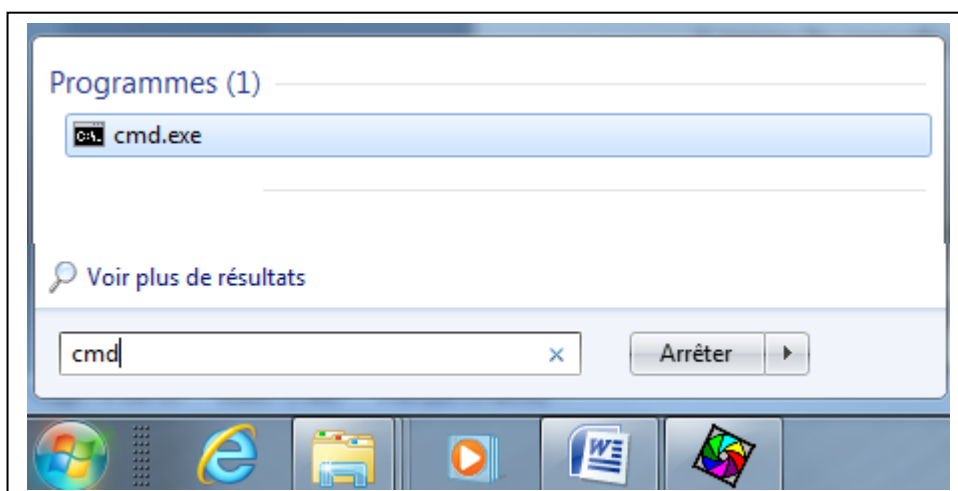 Programmes (1)
C:\. cmd.exe
Voir plus de résultats
cmd
Arrêter
W